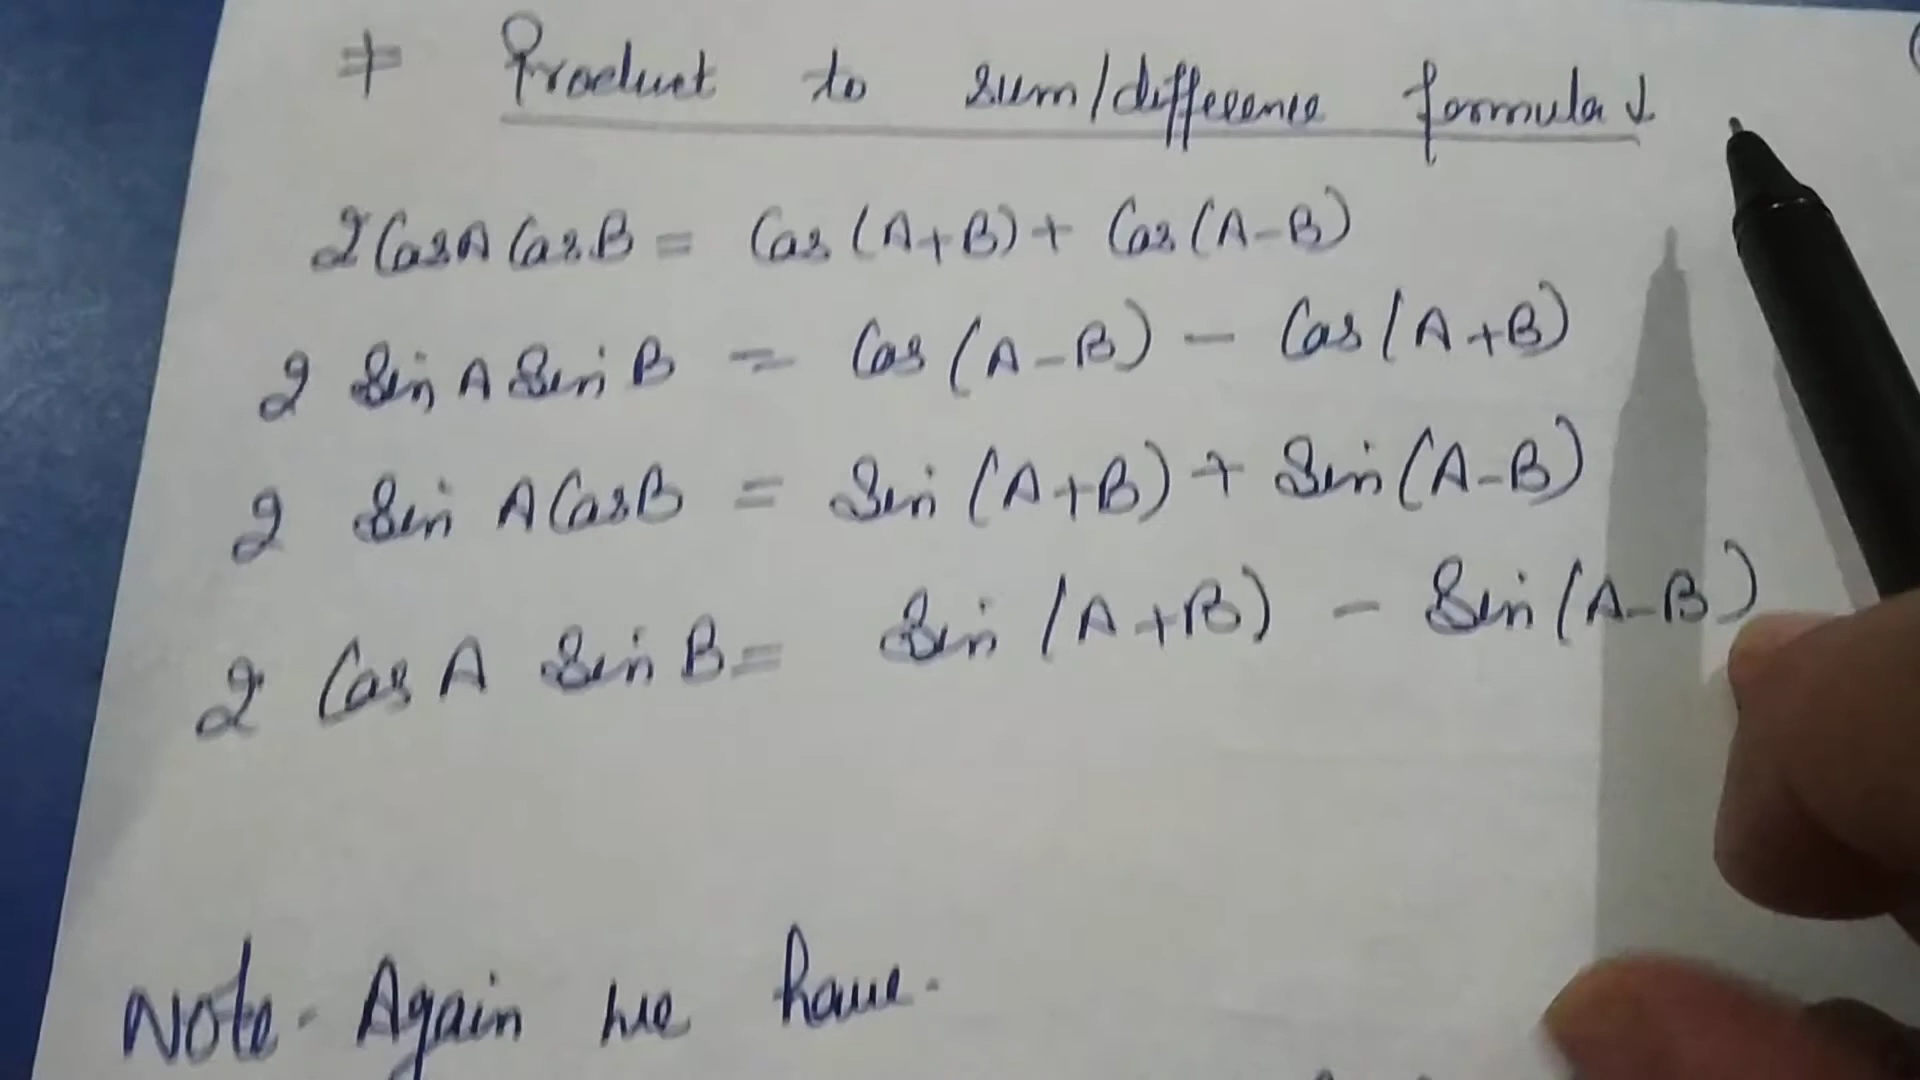 ⇒ Product to sum/difference formula ↓
2 Cos A Cos B = Cos (A+B) + Cos (A-B)
2 Sin A Sin B = Cos (A-B) - Cos (A+B)
2 Sin A Cos B = Sin (A+B) + Sin (A-B)
2 Cos A Sin B = Sin (A+B) - Sin (A-B)
Note- Again we have.